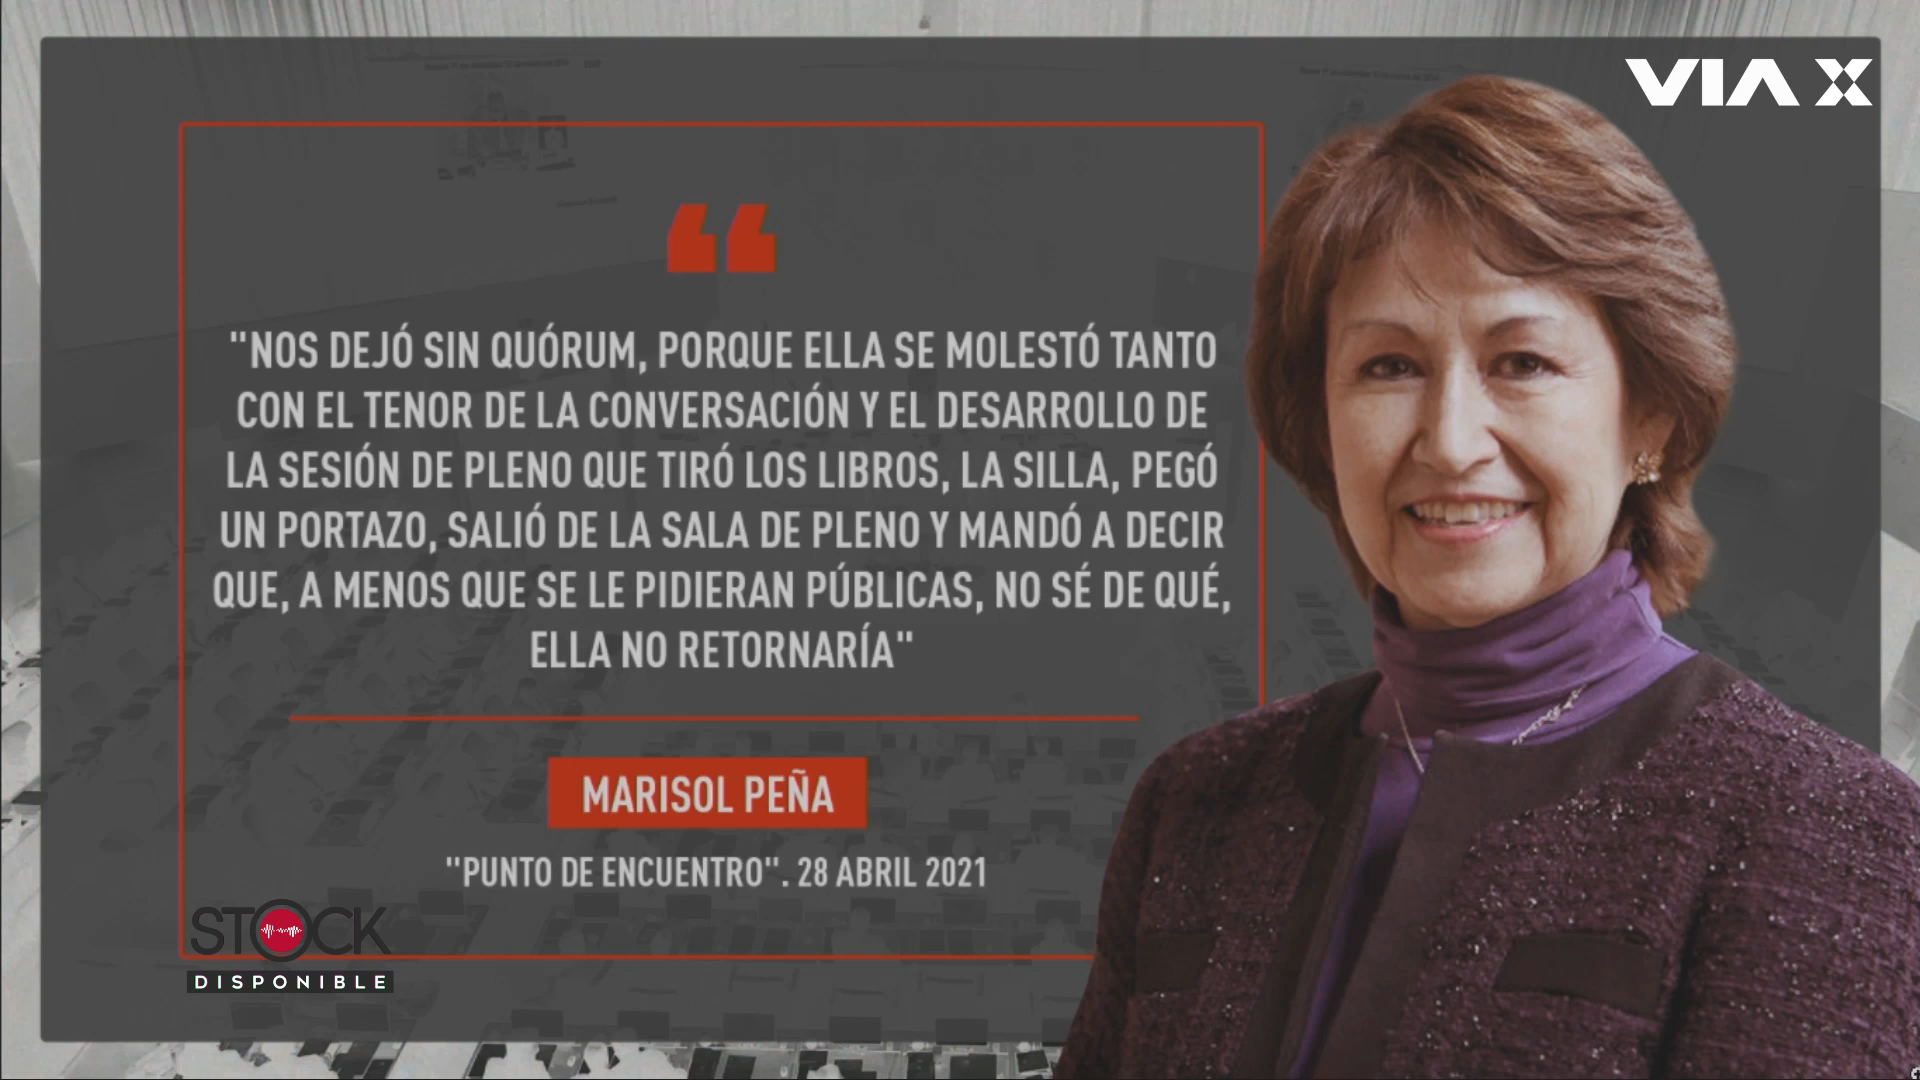 VIA X
"NOS DEJÓ SIN QUÓRUM, PORQUE ELLA SE MOLESTÓ TANTO
CON EL TENOR DE LA CONVERSACIÓN Y EL DESARROLLO DE
LA SESIÓN DE PLENO QUE TIRÓ LOS LIBROS, LA SILLA, PEGÓ
UN PORTAZO, SALIÓ DE LA SALA DE PLENO Y MANDÓ A DECIR
QUE, A MENOS QUE SE LE PIDIERAN PÚBLICAS, NO SÉ DE QUÉ,
ELLA NO RETORNARÍA"
MARISOL PEÑA
"PUNTO DE ENCUENTRO". 28 ABRIL 2021
STOCK
DISPONIBLE